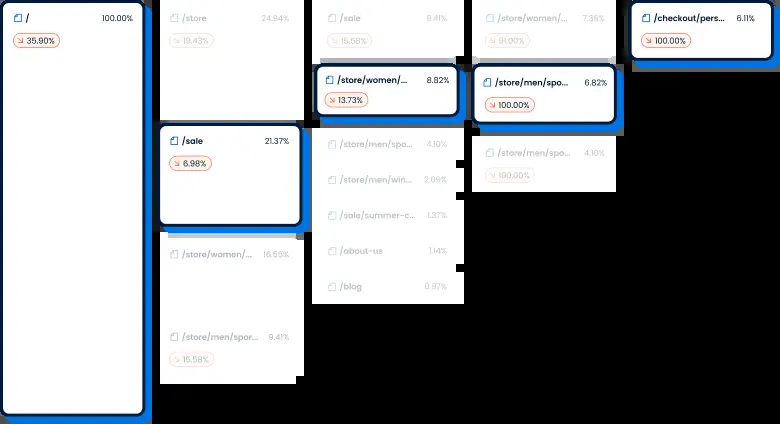 / 100.00%
35.90%
/store 24.94%
19.43%
/sale 21.37%
6.98%
/store/women/... 16.55%
/store/men/spor... 9.41%
15.58%
/sale 9.41%
15.58%
/store/women/... 8.82%
13.73%
/store/men/spo... 4.10%
/store/men/win... 2.09%
/sale/summer-c... 1.37%
/about-us 1.14%
/blog 0.97%
/store/women/... 7.38%
91.00%
/store/men/spo... 6.82%
100.00%
/store/men/spo... 4.10%
100.00%
/checkout/pers... 6.11%
100.00%